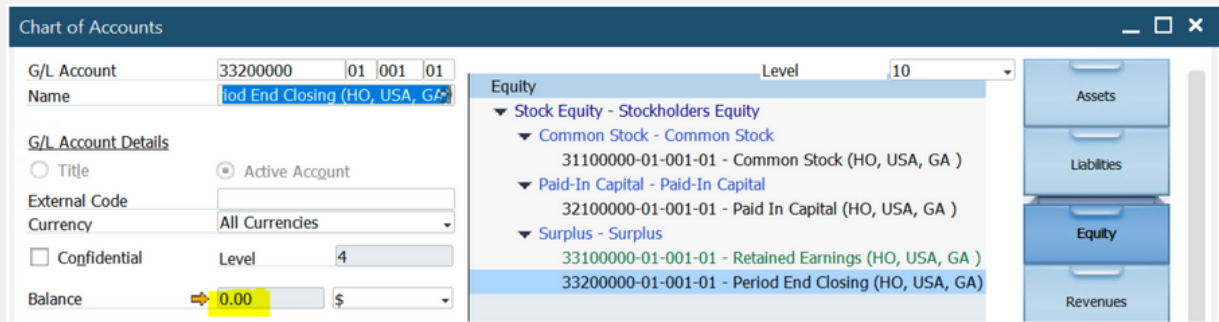 Chart of Accounts
G/L Account 33200000 01 001 01
Name iod End Closing (HO, USA, GA)
G/L Account Details
Title Active Account
External Code
Currency All Currencies
Confidential Level 4
Balance 0.00 $
Level 10
Equity
Stock Equity - Stockholders Equity
Common Stock - Common Stock
31100000-01-001-01 - Common Stock (HO, USA, GA )
Paid-In Capital - Paid-In Capital
32100000-01-001-01 - Paid In Capital (HO, USA, GA )
Surplus - Surplus
33100000-01-001-01 - Retained Earnings (HO, USA, GA )
33200000-01-001-01 - Period End Closing (HO, USA, GA)
Assets
Liabilties
Equity
Revenues